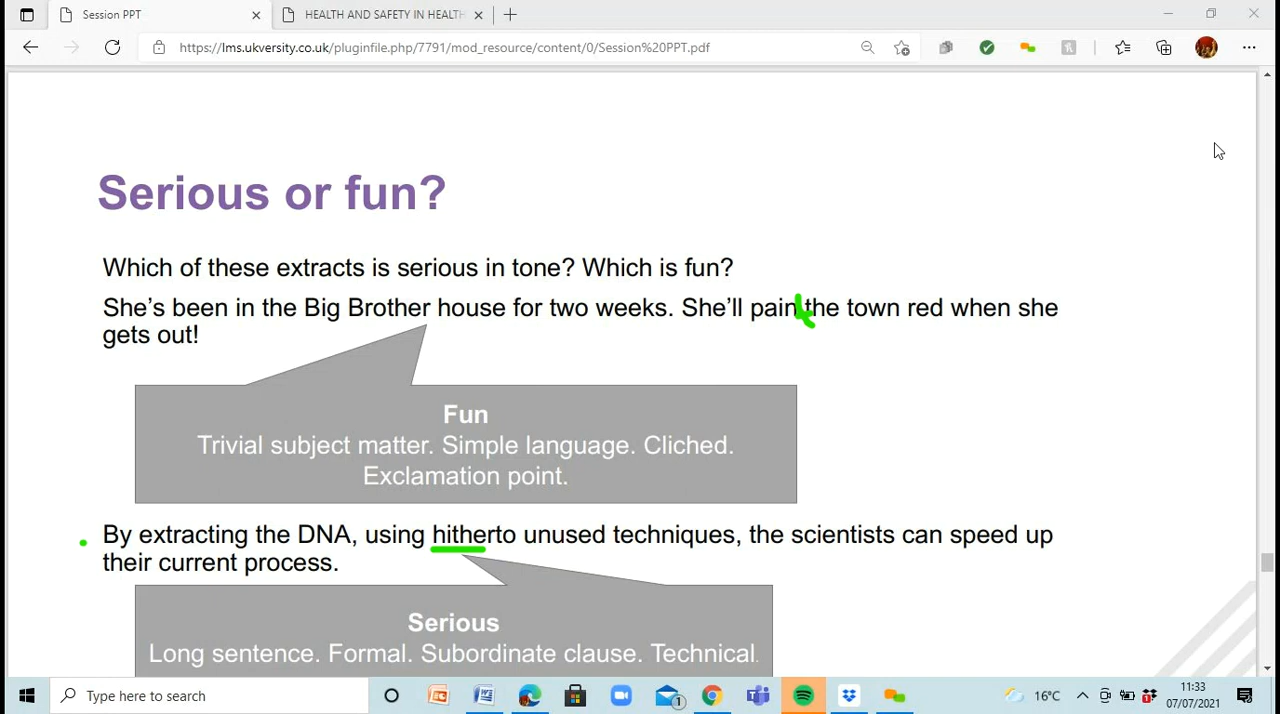 Session PPT
HEALTH AND SAFETY IN HEALTH
https://lms.ukversity.co.uk/pluginfile.php/7791/mod_resource/content/0/Session%20PPT.pdf
Serious or fun?
Which of these extracts is serious in tone? Which is fun?
She’s been in the Big Brother house for two weeks. She’ll pain the town red when she
gets out!
Fun
Trivial subject matter. Simple language. Cliched.
Exclamation point.
By extracting the DNA, using hitherto unused techniques, the scientists can speed up
their current process.
Serious
Long sentence. Formal. Subordinate clause. Technical.
Type here to search
1
16°C
11:33
07/07/2021